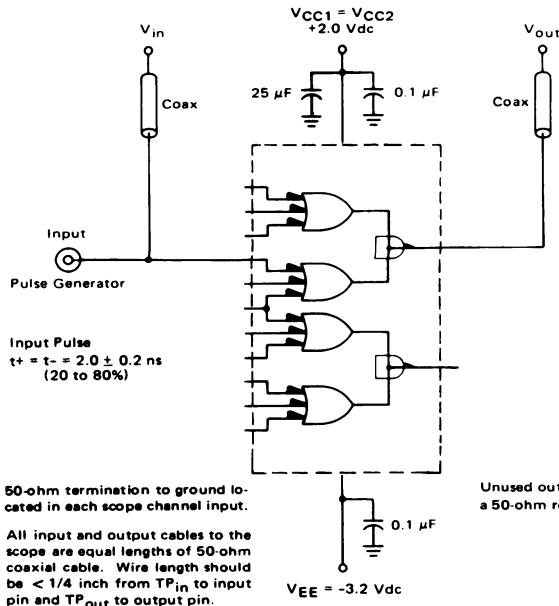 VCC1 = VCC2
+2.0 Vdc
Vin
Vout
25 µF
0.1 µF
Coax
Coax
Input
Pulse Generator
Input Pulse
t+ = t- = 2.0 ± 0.2 ns
(20 to 80%)
50-ohm termination to ground lo-
cated in each scope channel input.
All input and output cables to the
scope are equal lengths of 50-ohm
coaxial cable. Wire length should
be < 1/4 inch from TPin to input
pin and TPout to output pin.
0.1 µF
VEE = -3.2 Vdc
Unused out
a 50-ohm